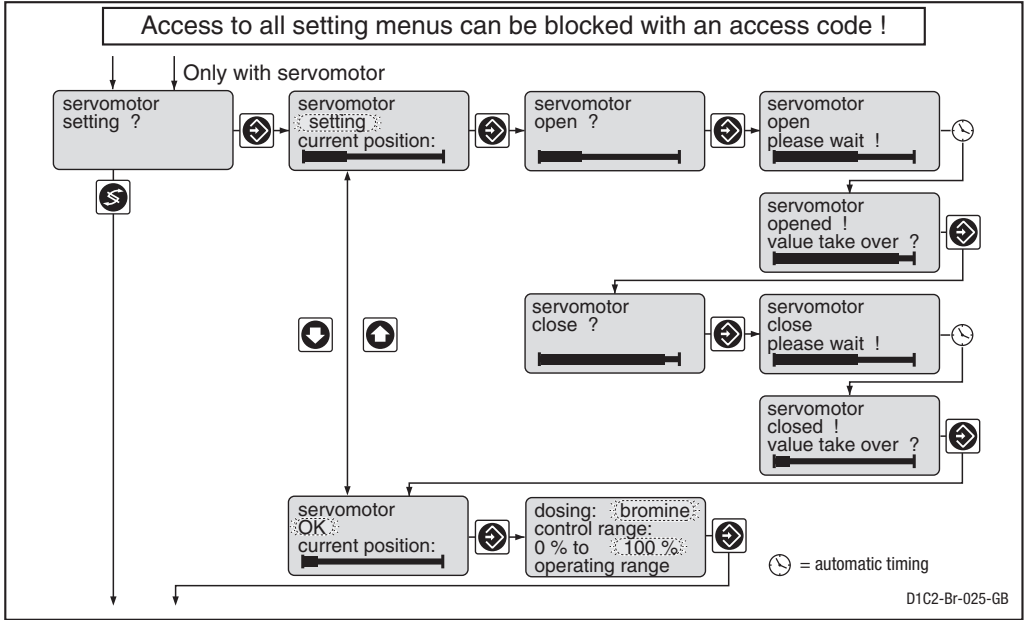 Access to all setting menus can be blocked with an access code !
Only with servomotor
servomotor
setting ?
servomotor
setting
current position:
servomotor
open ?
servomotor
open
please wait !
servomotor
opened !
value take over ?
servomotor
close ?
servomotor
close
please wait !
servomotor
closed !
value take over ?
servomotor
OK
current position:
dosing: bromine
control range:
0 % to 100 %
operating range
= automatic timing
D1C2-Br-025-GB